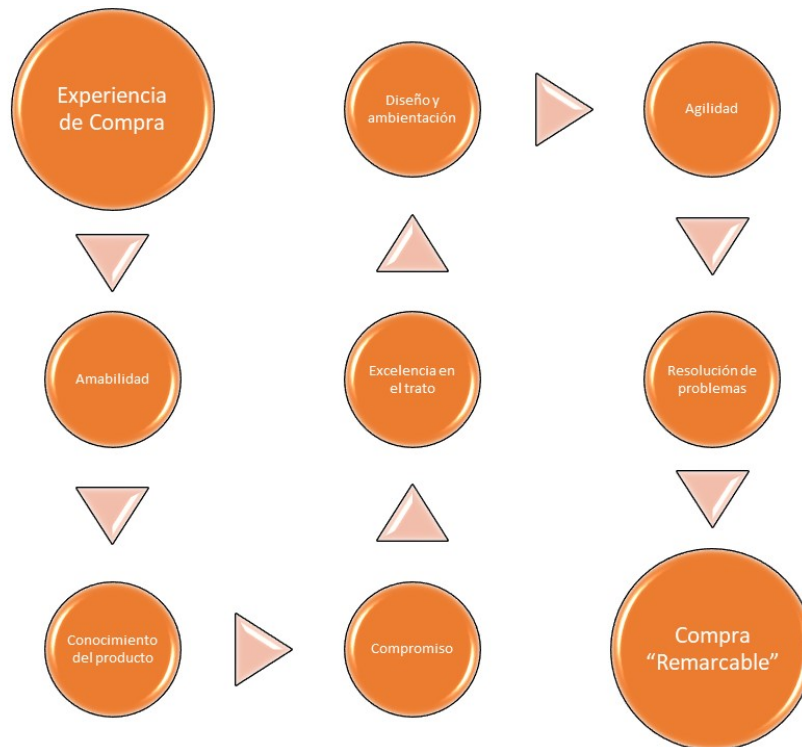 Experiencia
de Compra
Amabilidad
Conocimiento
del producto
Compromiso
Excelencia en
el trato
Diseño y
ambientación
Agilidad
Resolución de
problemas
Compra
“Remarcable”